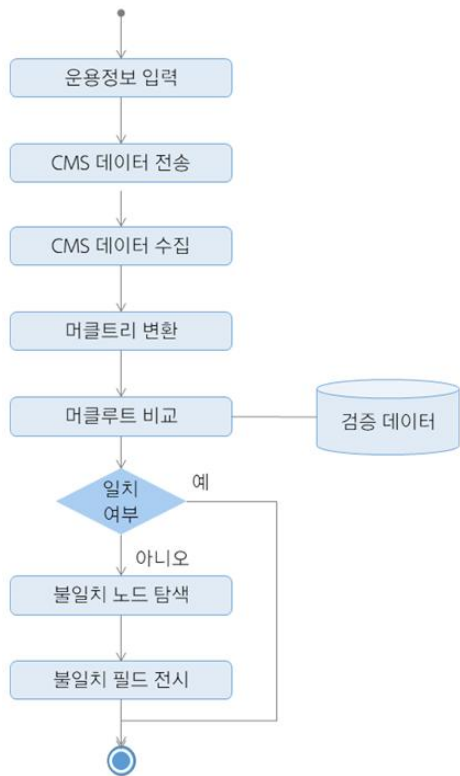 운용정보 입력
CMS 데이터 전송
CMS 데이터 수집
머클트리 변환
머클루트 비교
검증 데이터
일치
여부
예
아니오
불일치 노드 탐색
불일치 필드 전시